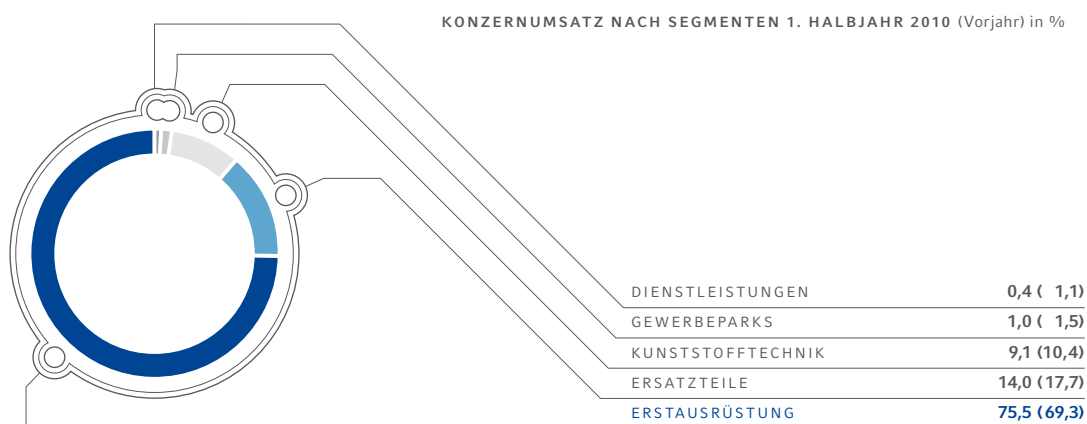 KONZERNUMSATZ NACH SEGMENTEN 1. HALBJAHR 2010 (Vorjahr) in %
DIENSTLEISTUNGEN 0,4 ( 1,1)
GEWERBEPARKS 1,0 ( 1,5)
KUNSTSTOFFTECHNIK 9,1 (10,4)
ERSATZTEILE 14,0 (17,7)
ERSTAUSRÜSTUNG 75,5 (69,3)